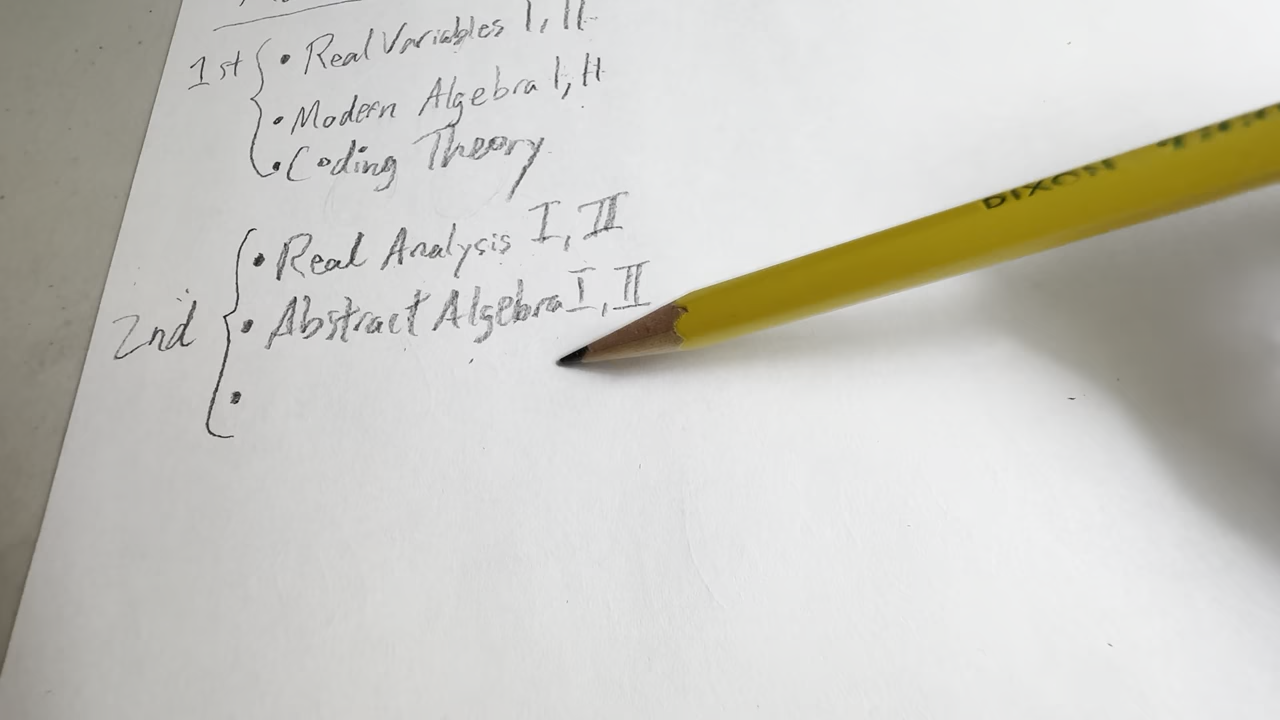 1st { • Real Variables I, II
• Modern Algebra I, II
• Coding Theory
2nd { • Real Analysis I, II
• Abstract Algebra I, II
•
DIXON